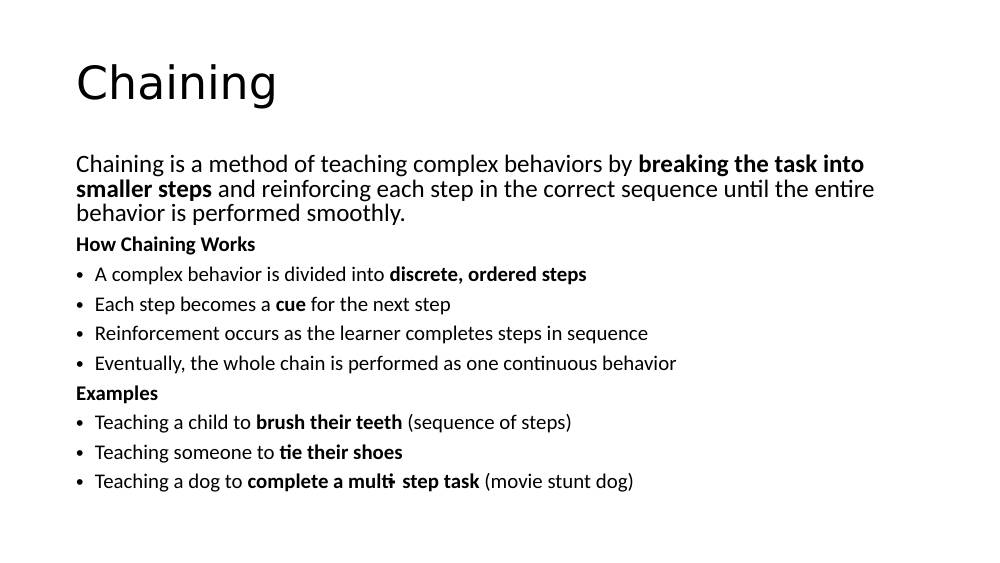 Chaining
Chaining is a method of teaching complex behaviors by breaking the task into
smaller steps and reinforcing each step in the correct sequence until the entire
behavior is performed smoothly.
How Chaining Works
• A complex behavior is divided into discrete, ordered steps
• Each step becomes a cue for the next step
• Reinforcement occurs as the learner completes steps in sequence
• Eventually, the whole chain is performed as one continuous behavior
Examples
• Teaching a child to brush their teeth (sequence of steps)
• Teaching someone to tie their shoes
• Teaching a dog to complete a multi- step task (movie stunt dog)